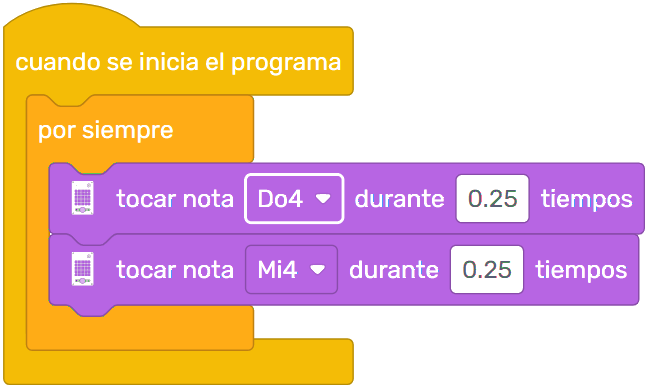 cuando se inicia el programa
por siempre
tocar nota Do4 durante 0.25 tiempos
tocar nota Mi4 durante 0.25 tiempos